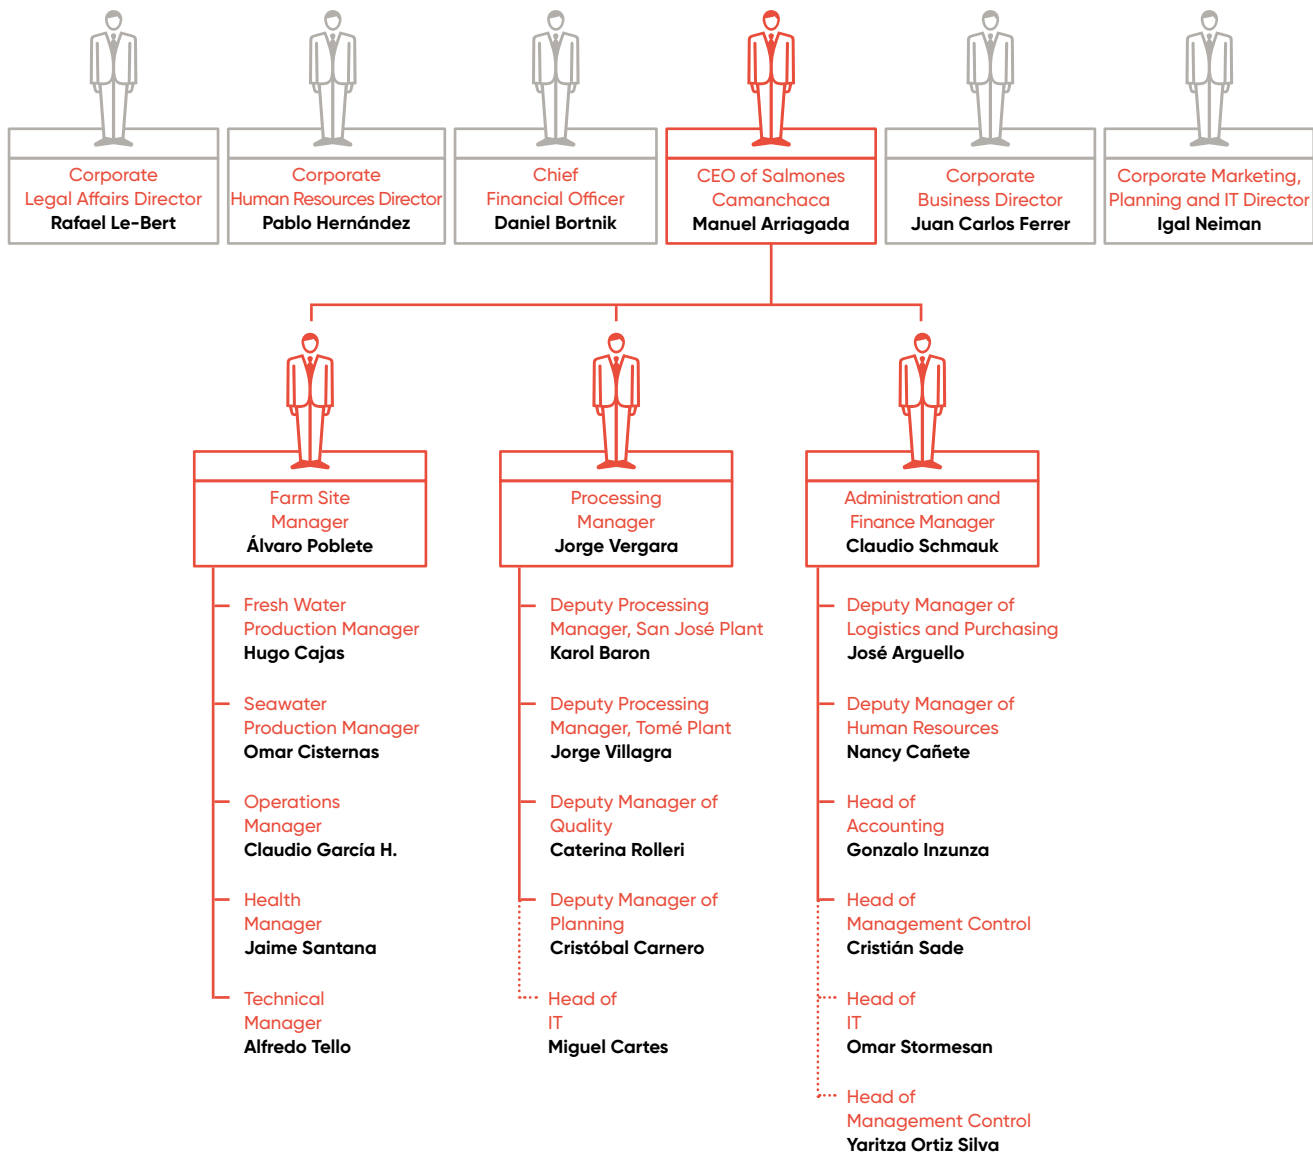 Corporate
Legal Affairs Director
Rafael Le-Bert
Corporate
Human Resources Director
Pablo Hernández
Chief
Financial Officer
Daniel Bortnik
CEO of Salmones
Camanchaca
Manuel Arriagada
Corporate
Business Director
Juan Carlos Ferrer
Corporate Marketing,
Planning and IT Director
Igal Neiman
Farm Site
Manager
Álvaro Poblete
Processing
Manager
Jorge Vergara
Administration and
Finance Manager
Claudio Schmauk
Fresh Water
Production Manager
Hugo Cajas
Seawater
Production Manager
Omar Cisternas
Operations
Manager
Claudio García H.
Health
Manager
Jaime Santana
Technical
Manager
Alfredo Tello
Deputy Processing
Manager, San José Plant
Karol Baron
Deputy Processing
Manager, Tomé Plant
Jorge Villagra
Deputy Manager of
Quality
Caterina Rolleri
Deputy Manager of
Planning
Cristóbal Carnero
Head of
IT
Miguel Cartes
Deputy Manager of
Logistics and Purchasing
José Arguello
Deputy Manager of
Human Resources
Nancy Cañete
Head of
Accounting
Gonzalo Inzunza
Head of
Management Control
Cristián Sade
Head of
IT
Omar Stormesan
Head of
Management Control
Yaritza Ortiz Silva